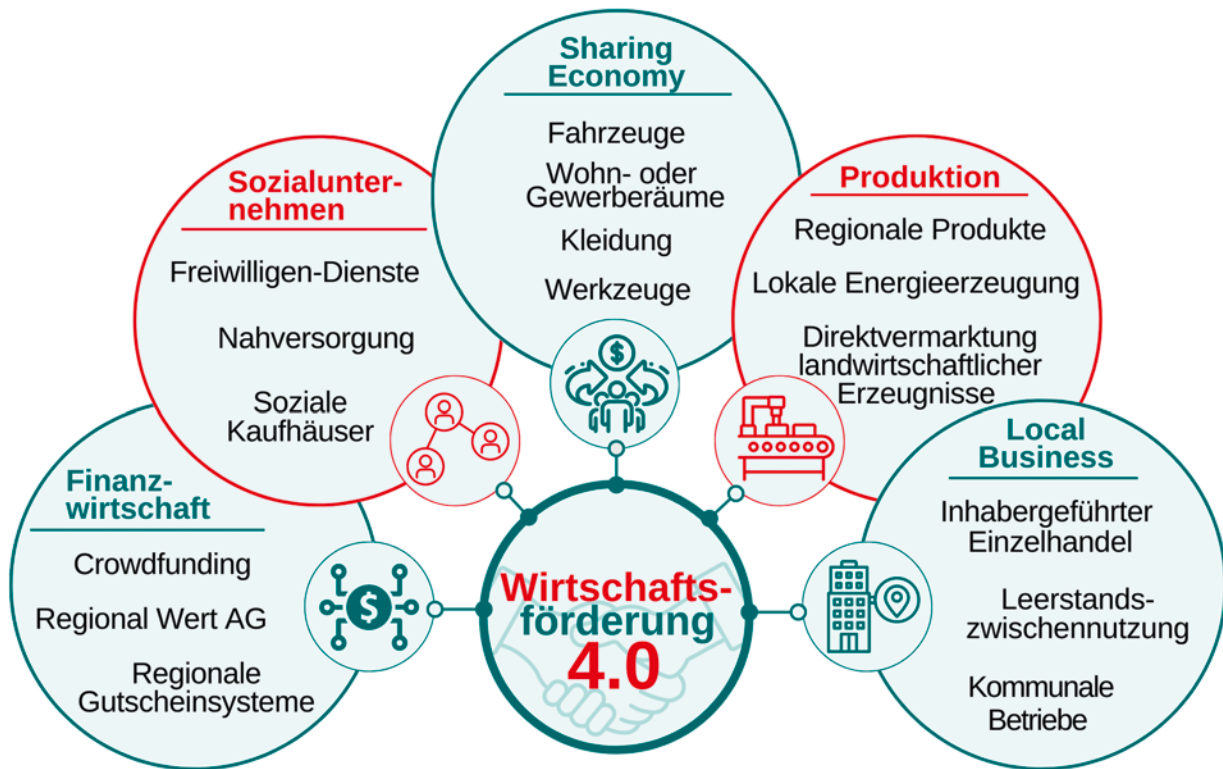 Sharing
Economy
Fahrzeuge
Wohn- oder
Gewerberäume
Kleidung
Werkzeuge
Sozialunter-
nehmen
Freiwilligen-Dienste
Nahversorgung
Soziale
Kaufhäuser
Produktion
Regionale Produkte
Lokale Energieerzeugung
Direktvermarktung
landwirtschaftlicher
Erzeugnisse
Finanz-
wirtschaft
Crowdfunding
Regional Wert AG
Regionale
Gutscheinsysteme
$
$
Wirtschafts-
förderung
4.0
Local
Business
Inhabergeführter
Einzelhandel
Leerstands-
zwischennutzung
Kommunale
Betriebe